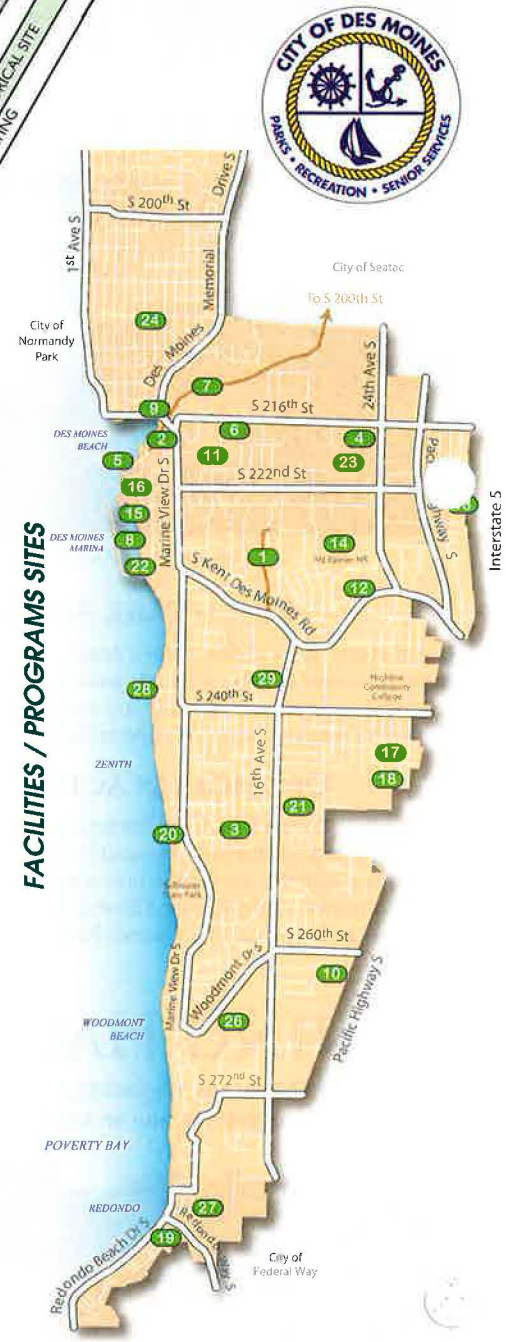 RICAL SITE
CITY OF DES MOINES
PARKS • RECREATION • SENIOR SERVICES
S 200th St
1st Ave S
Drive S
Memorial
Des Moines
City of Seatac
To S 200th St
24
City of
Normandy
Park
24th Ave S
7
9
S 216th St
DES MOINES
BEACH
2
6
4
5
11
23
S 222nd St
16
15
DES MOINES
MARINA
8
22
Marine View Dr S
1
14
12
S Kent Des Moines Rd
Interstate 5
FACILITIES / PROGRAMS SITES
28
29
S 240th St
Highline
Community
College
ZENITH
16th Ave S
17
18
21
20
3
Saltwater
State Park
S 260th St
Marine View Dr S
Woodmont Dr S
10
Pacific Highway S
WOODMONT
BEACH
26
S 272nd St
POVERTY BAY
REDONDO
27
19
Redondo Beach Dr S
City of
Federal Way